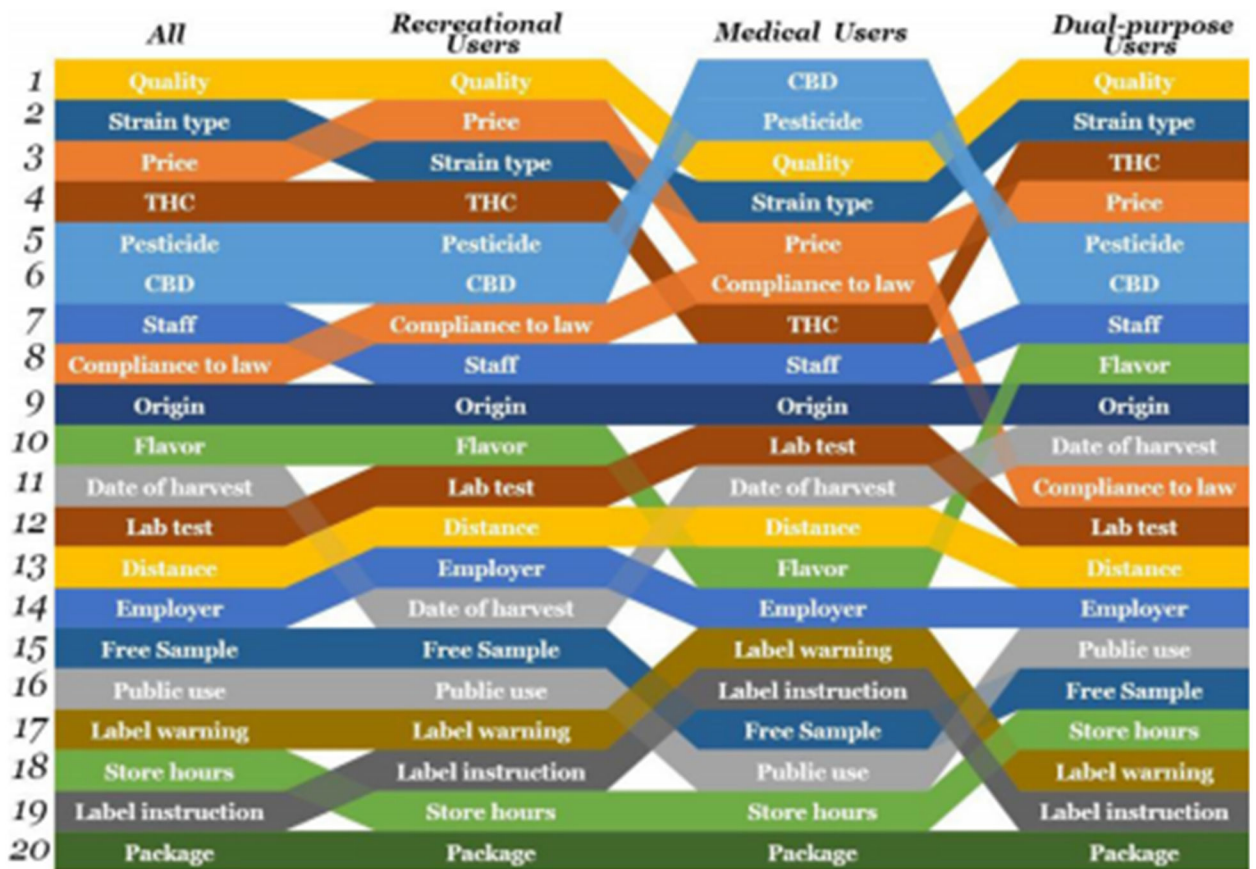 All Recreational Users Medical Users Dual-purpose Users
1 Quality Quality CBD Quality
2 Strain type Price Pesticide Strain type
3 Price Strain type Quality THC
4 THC THC Strain type Price
5 Pesticide Pesticide Price Pesticide
6 CBD CBD Compliance to law CBD
7 Staff Compliance to law THC Staff
8 Compliance to law Staff Staff Flavor
9 Origin Origin Origin Origin
10 Flavor Flavor Lab test Date of harvest
11 Date of harvest Lab test Date of harvest Compliance to law
12 Lab test Distance Distance Lab test
13 Distance Employer Flavor Distance
14 Employer Date of harvest Employer Employer
15 Free Sample Free Sample Label warning Public use
16 Public use Public use Label instruction Free Sample
17 Label warning Label warning Free Sample Store hours
18 Store hours Label instruction Public use Label warning
19 Label instruction Store hours Store hours Label instruction
20 Package Package Package Package